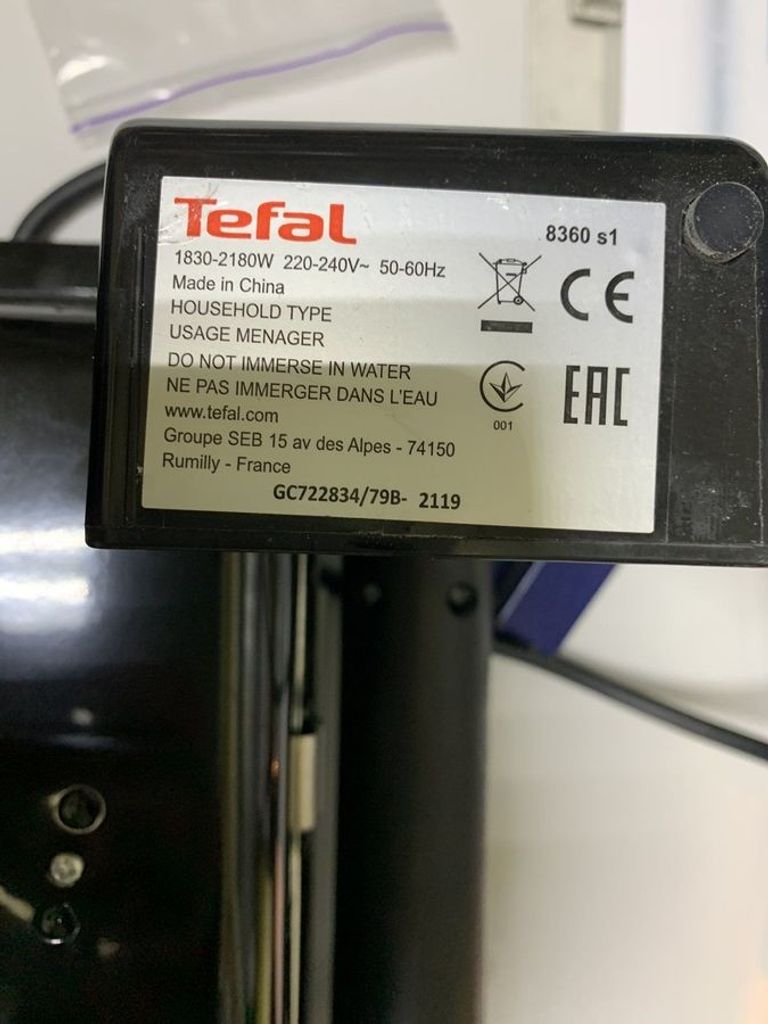 Tefal
8360 s1
1830-2180W 220-240V~ 50-60Hz
Made in China
HOUSEHOLD TYPE
USAGE MENAGER
DO NOT IMMERSE IN WATER
NE PAS IMMERGER DANS L'EAU
www.tefal.com
Groupe SEB 15 av des Alpes - 74150
Rumilly - France
GC722834/79B- 2119
CE
001
EAC